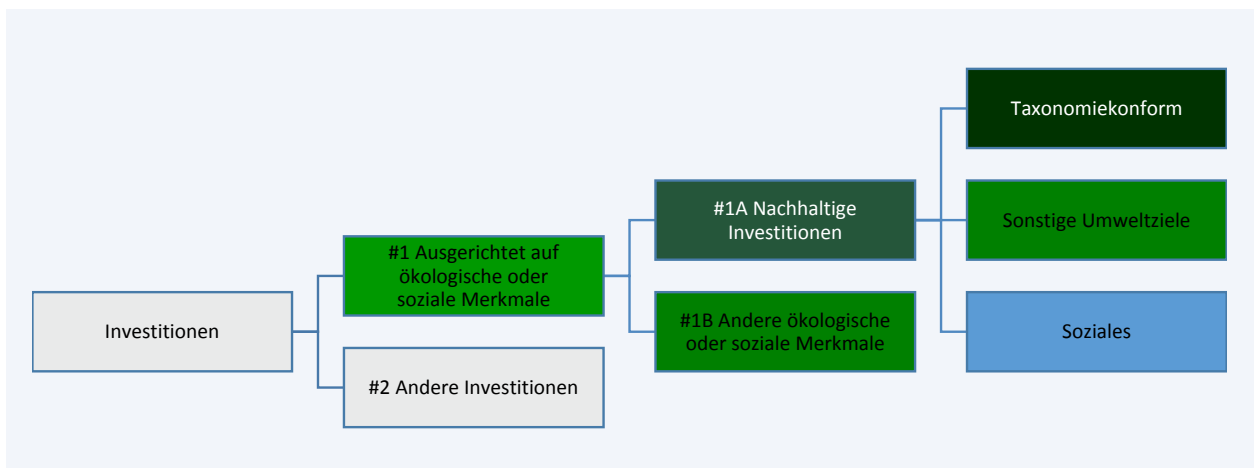 Investitionen
#1 Ausgerichtet auf
ökologische oder
soziale Merkmale
#2 Andere Investitionen
#1A Nachhaltige
Investitionen
#1B Andere ökologische
oder soziale Merkmale
Taxonomiekonform
Sonstige Umweltziele
Soziales